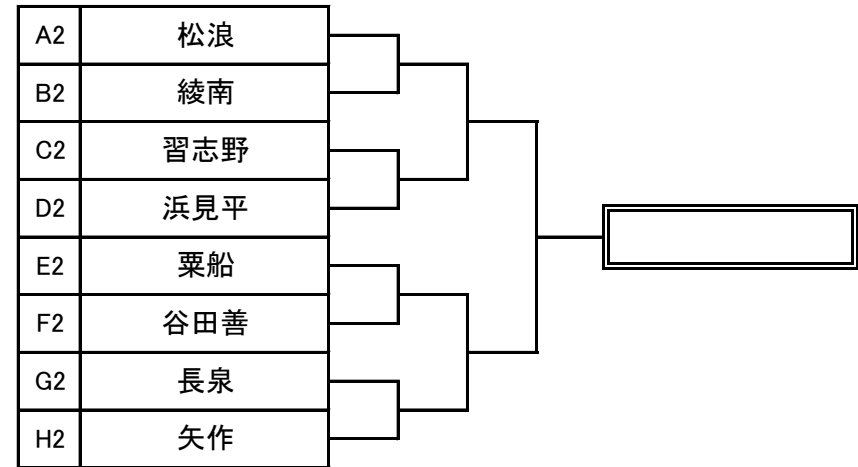 A2 松浪
B2 綾南
C2 習志野
D2 浜見平
E2 粟船
F2 谷田善
G2 長泉
H2 矢作